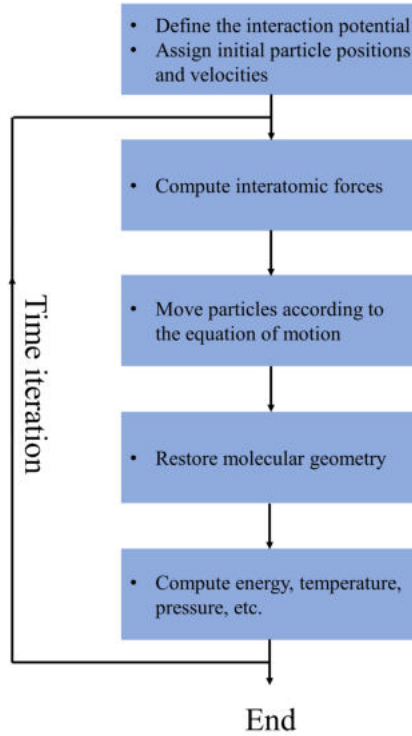 • Define the interaction potential
• Assign initial particle positions
and velocities
• Compute interatomic forces
• Move particles according to
the equation of motion
• Restore molecular geometry
• Compute energy, temperature,
pressure, etc.
Time iteration
End